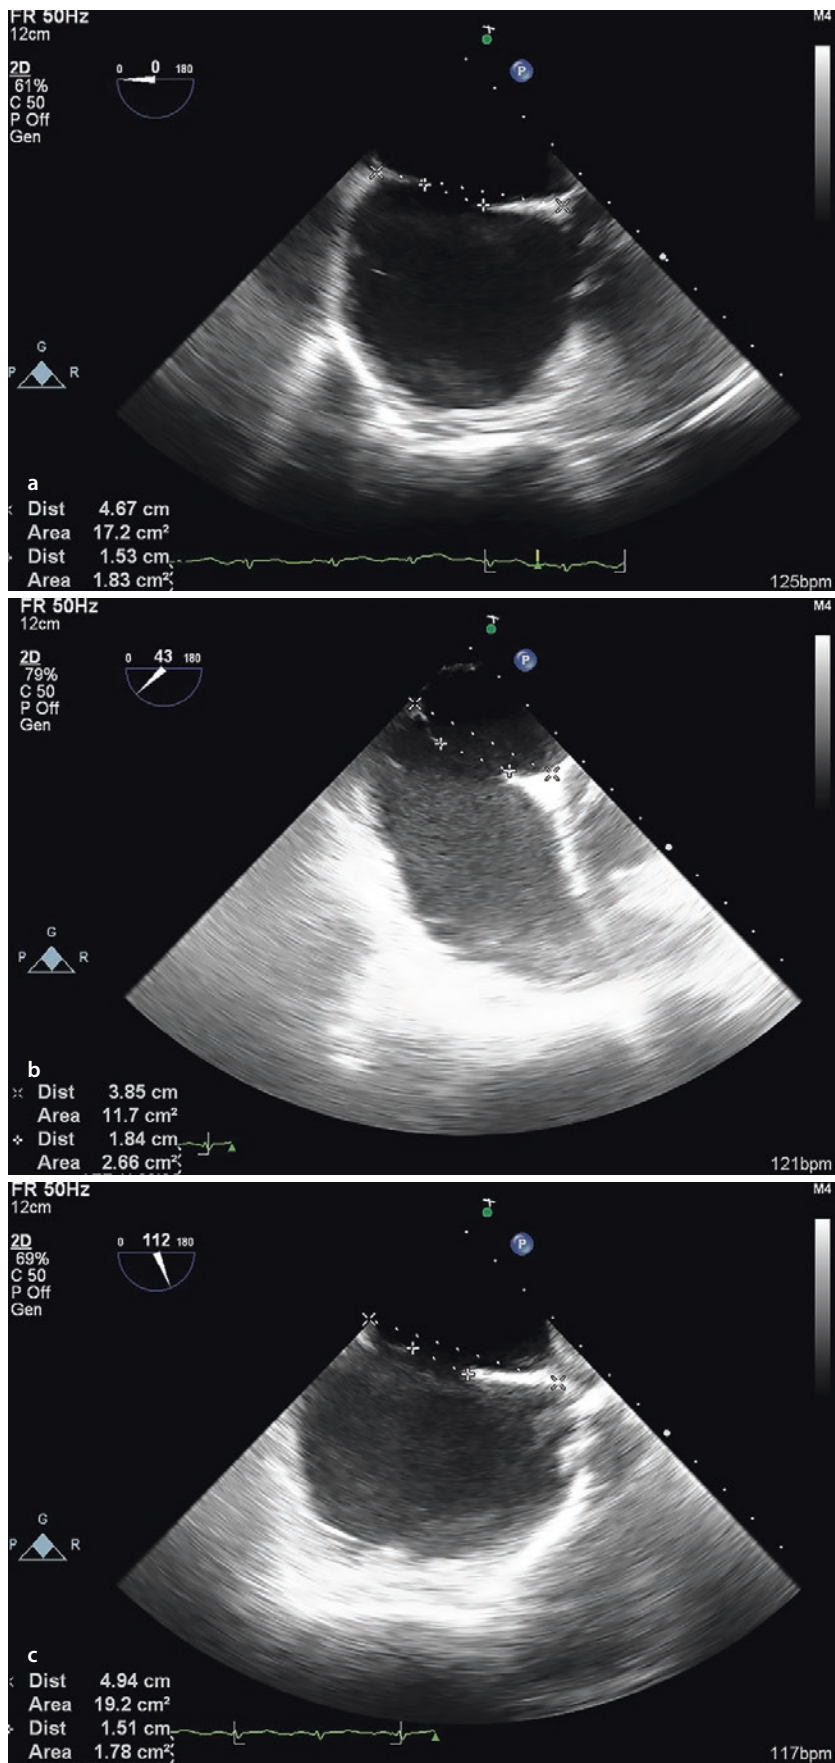 FR 50Hz
12cm
M4
2D
61%
C 50
P Off
Gen
0 0 180
P
G
P R
a
Dist 4.67 cm
Area 17.2 cm²
Dist 1.53 cm
Area 1.83 cm²
125bpm
FR 50Hz
12cm
M4
2D
79%
C 50
P Off
Gen
0 43 180
P
G
P R
b
Dist 3.85 cm
Area 11.7 cm²
Dist 1.84 cm
Area 2.66 cm²
121bpm
FR 50Hz
12cm
M4
2D
69%
C 50
P Off
Gen
0 112 180
P
G
P R
c
Dist 4.94 cm
Area 19.2 cm²
Dist 1.51 cm
Area 1.78 cm²
117bpm